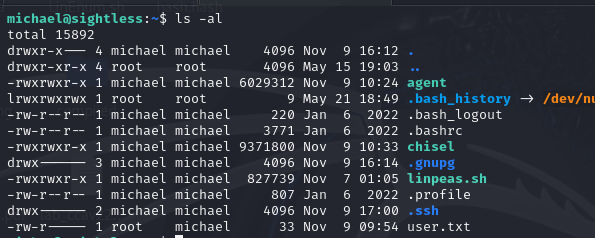 michael@sightless:~$ ls -al
total 15892
drwxr-x--- 4 michael michael 4096 Nov 9 16:12 .
drwxr-xr-x 4 root root 4096 May 15 19:03 ..
-rwxrwxr-x 1 michael michael 6029312 Nov 9 10:24 agent
lrwxrwxrwx 1 root root 9 May 21 18:49 .bash_history → /dev/nu
-rw-r--r-- 1 michael michael 220 Jan 6 2022 .bash_logout
-rw-r--r-- 1 michael michael 3771 Jan 6 2022 .bashrc
-rwxrwxr-x 1 michael michael 9371800 Nov 9 10:33 chisel
drwx------ 3 michael michael 4096 Nov 9 16:14 .gnupg
-rwxrwxr-x 1 michael michael 827739 Nov 7 01:05 linpeas.sh
-rw-r--r-- 1 michael michael 807 Jan 6 2022 .profile
drwx------ 2 michael michael 4096 Nov 9 17:00 .ssh
-rw-r----- 1 root michael 33 Nov 9 09:54 user.txt